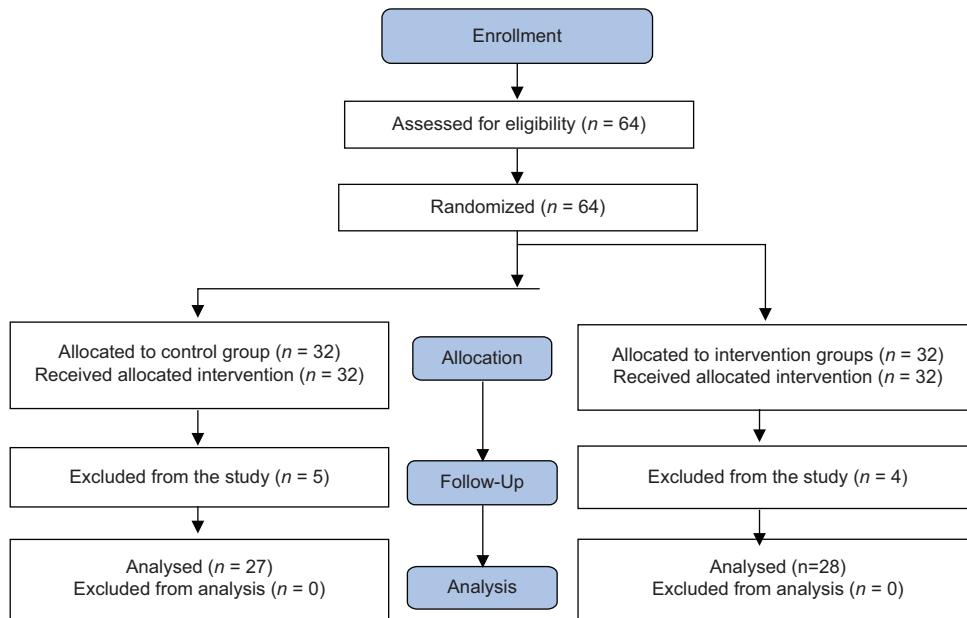 Enrollment
Assessed for eligibility (n = 64)
Randomized (n = 64)
Allocated to control group (n = 32)
Received allocated intervention (n = 32)
Allocation
Allocated to intervention groups (n = 32)
Received allocated intervention (n = 32)
Excluded from the study (n = 5)
Follow-Up
Excluded from the study (n = 4)
Analysed (n = 27)
Excluded from analysis (n = 0)
Analysis
Analysed (n=28)
Excluded from analysis (n = 0)